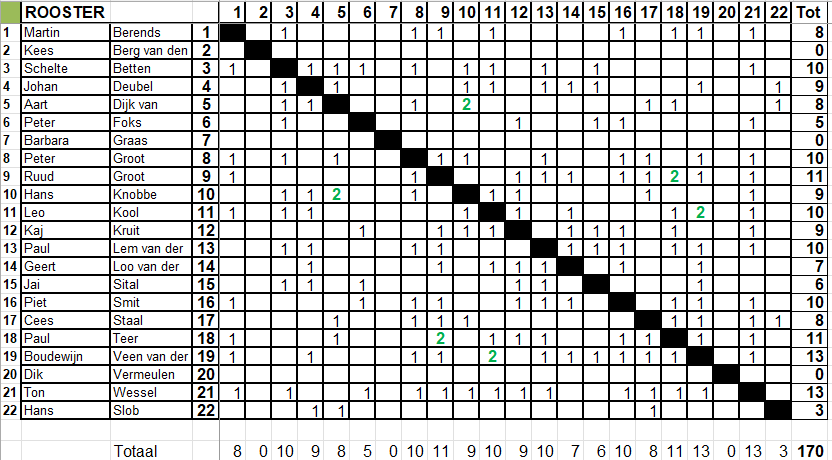 ROOSTER 1 2 3 4 5 6 7 8 9 10 11 12 13 14 15 16 17 18 19 20 21 22 Tot
1 Martin Berends 1 1 1 1 1 1 1 1 1 8
2 Kees Berg van den 2 0
3 Schelte Betten 3 1 1 1 1 1 1 1 1 1 1 10
4 Johan Deubel 4 1 1 1 1 1 1 1 1 1 9
5 Aart Dijk van 5 1 1 1 2 1 1 1 8
6 Peter Foks 6 1 1 1 1 1 5
7 Barbara Graas 7 0
8 Peter Groot 8 1 1 1 1 1 1 1 1 1 1 10
9 Ruud Groot 9 1 1 1 1 1 1 1 2 1 1 11
10 Hans Knobbe 10 1 1 2 1 1 1 1 1 9
11 Leo Kool 11 1 1 1 1 1 1 1 2 1 10
12 Kaj Kruit 12 1 1 1 1 1 1 1 1 1 9
13 Paul Lem van der 13 1 1 1 1 1 1 1 1 1 1 10
14 Geert Loo van der 14 1 1 1 1 1 1 1 7
15 Jai Sital 15 1 1 1 1 1 1 6
16 Piet Smit 16 1 1 1 1 1 1 1 1 1 1 10
17 Cees Staal 17 1 1 1 1 1 1 1 1 8
18 Paul Teer 18 1 1 2 1 1 1 1 1 1 1 11
19 Boudewijn Veen van der 19 1 1 1 1 2 1 1 1 1 1 1 1 13
20 Dik Vermeulen 20 0
21 Ton Wessel 21 1 1 1 1 1 1 1 1 1 1 1 1 1 13
22 Hans Slob 22 1 1 1 3
Totaal 8 0 10 9 8 5 0 10 11 9 10 9 10 7 6 10 8 11 13 0 13 3 170